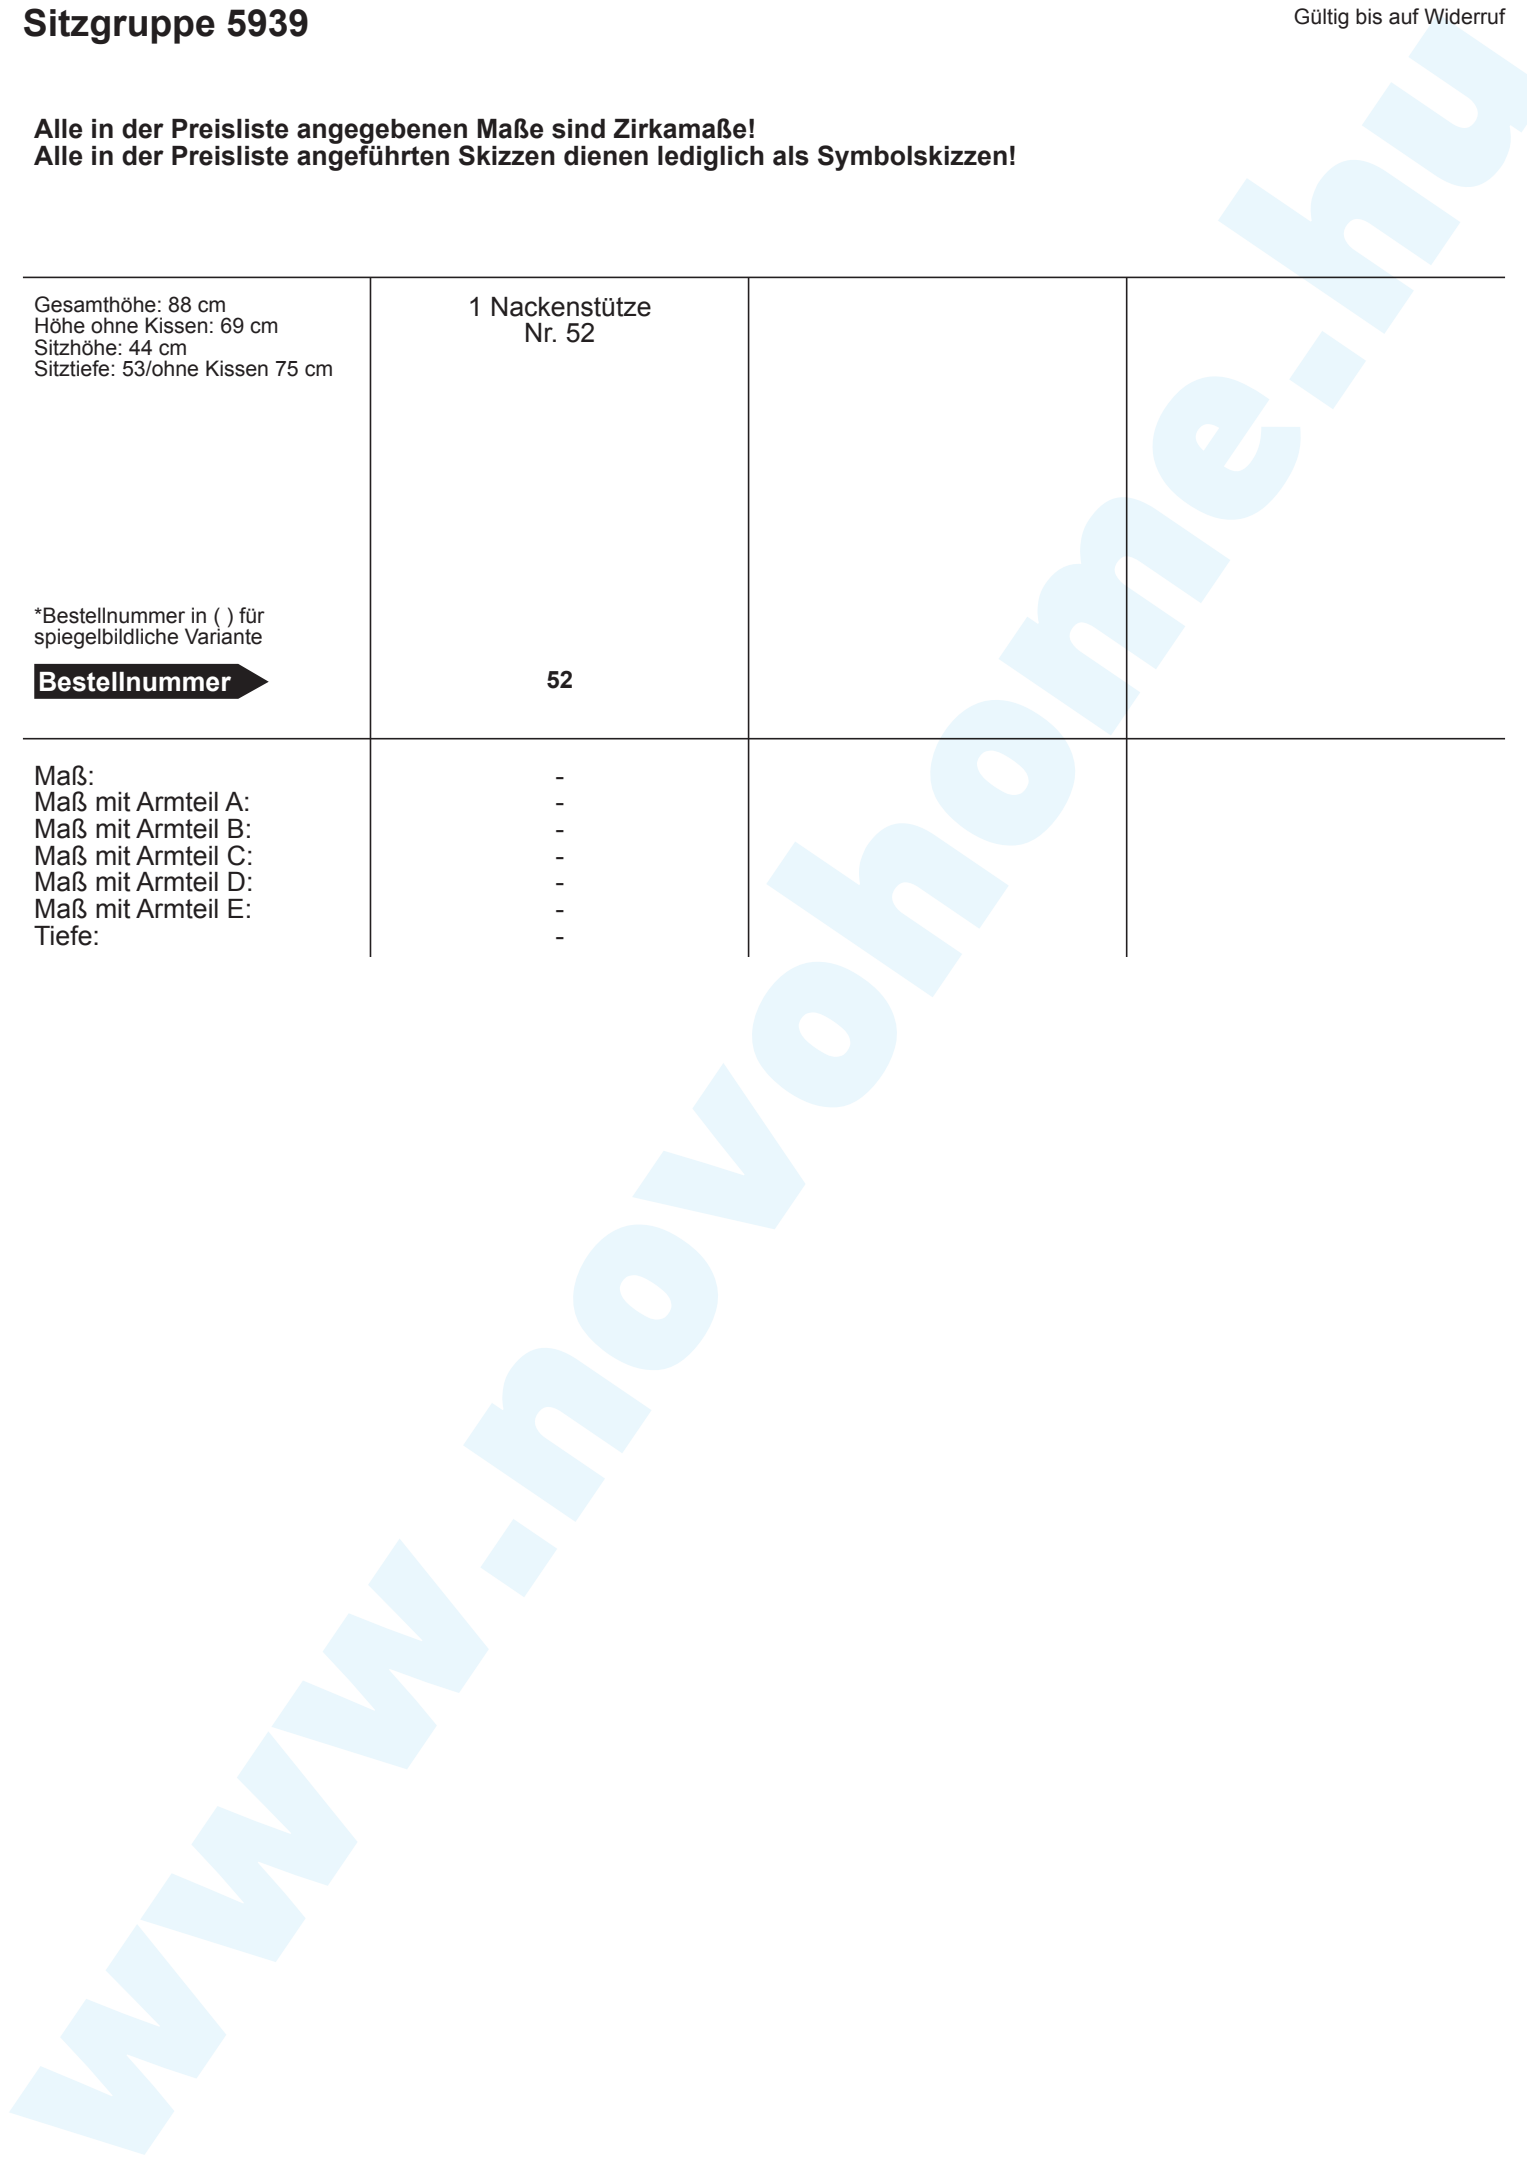 Sitzgruppe 5939
Gültig bis auf Widerruf
Alle in der Preisliste angegebenen Maße sind Zirkamaße!
Alle in der Preisliste angeführten Skizzen dienen lediglich als Symbolskizzen!
Gesamthöhe: 88 cm
Höhe ohne Kissen: 69 cm
Sitzhöhe: 44 cm
Sitztiefe: 53/ohne Kissen 75 cm
1 Nackenstütze
Nr. 52
*Bestellnummer in ( ) für
spiegelbildliche Variante
Bestellnummer
52
Maß: -
Maß mit Armteil A: -
Maß mit Armteil B: -
Maß mit Armteil C: -
Maß mit Armteil D: -
Maß mit Armteil E: -
Tiefe: -
www.novohome.hu